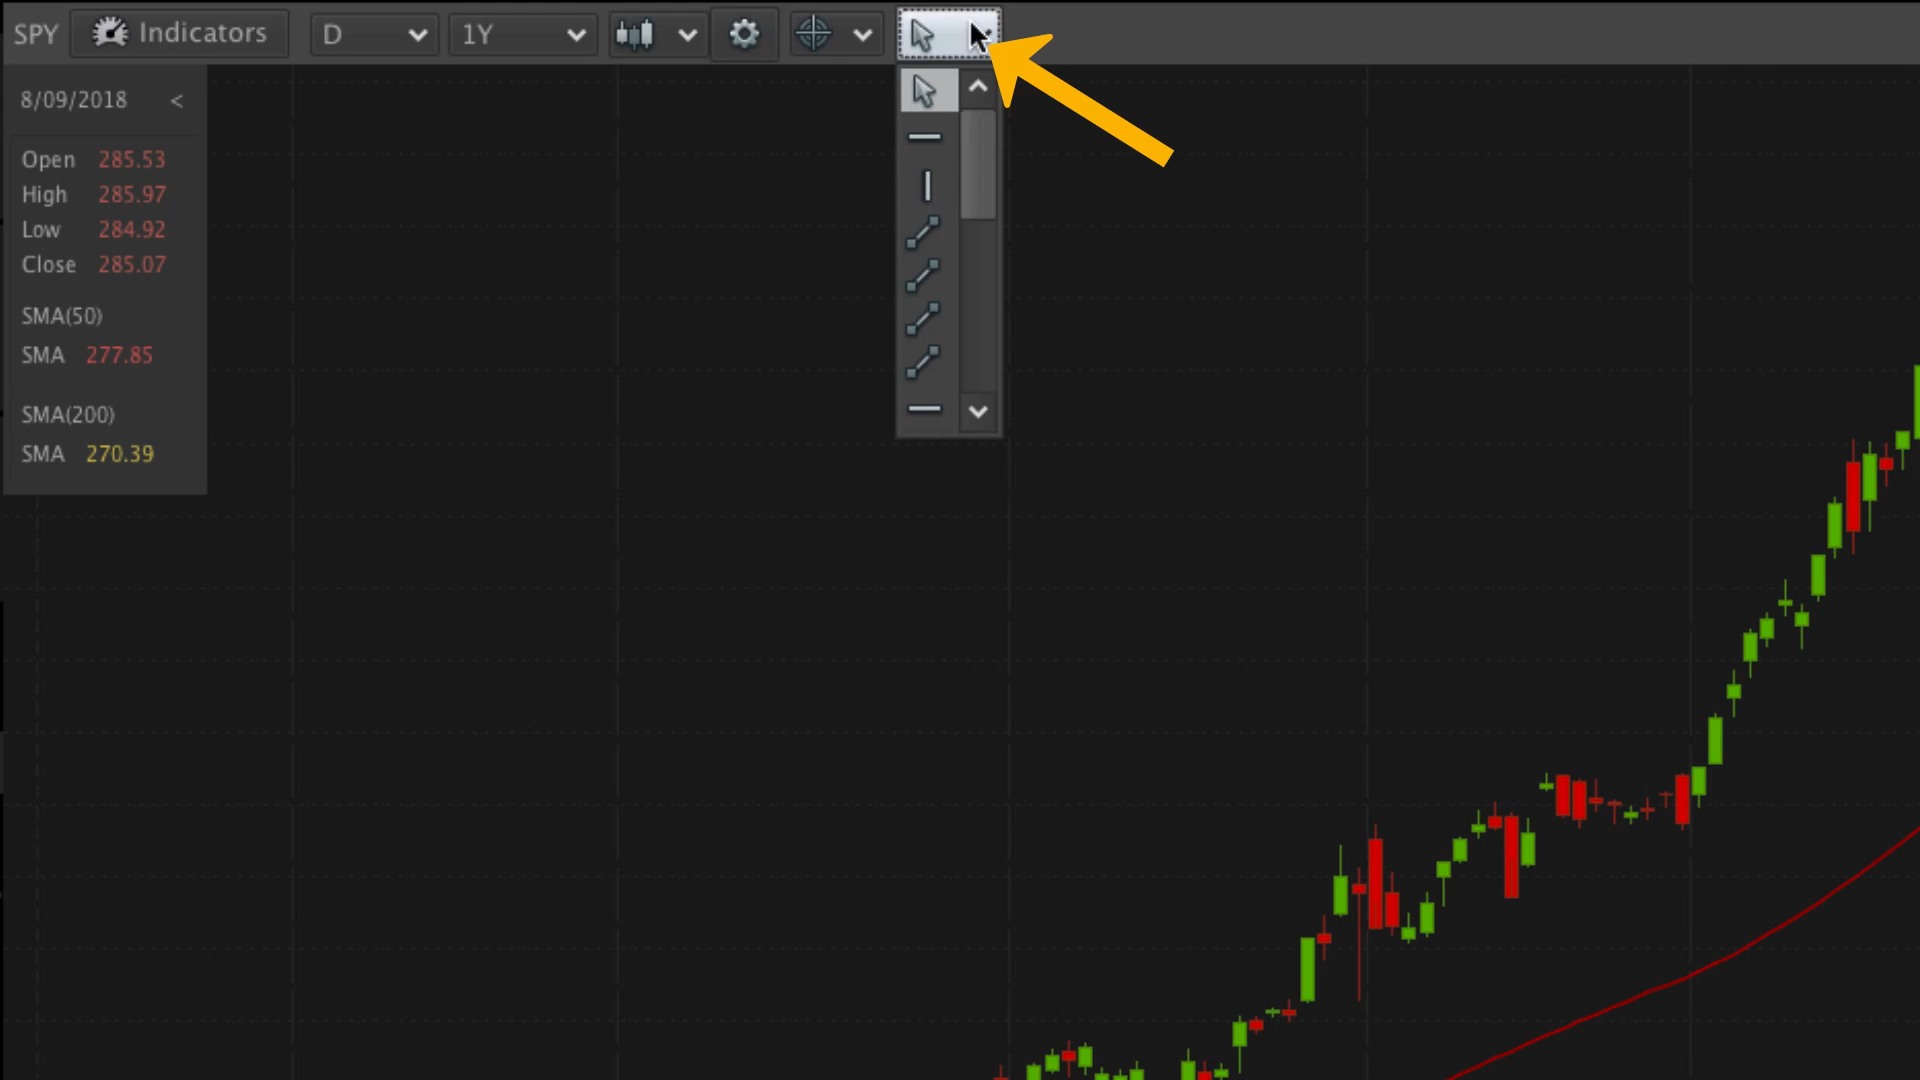 SPY Indicators D 1Y
8/09/2018 <
Open 285.53
High 285.97
Low 284.92
Close 285.07
SMA(50)
SMA 277.85
SMA(200)
SMA 270.39